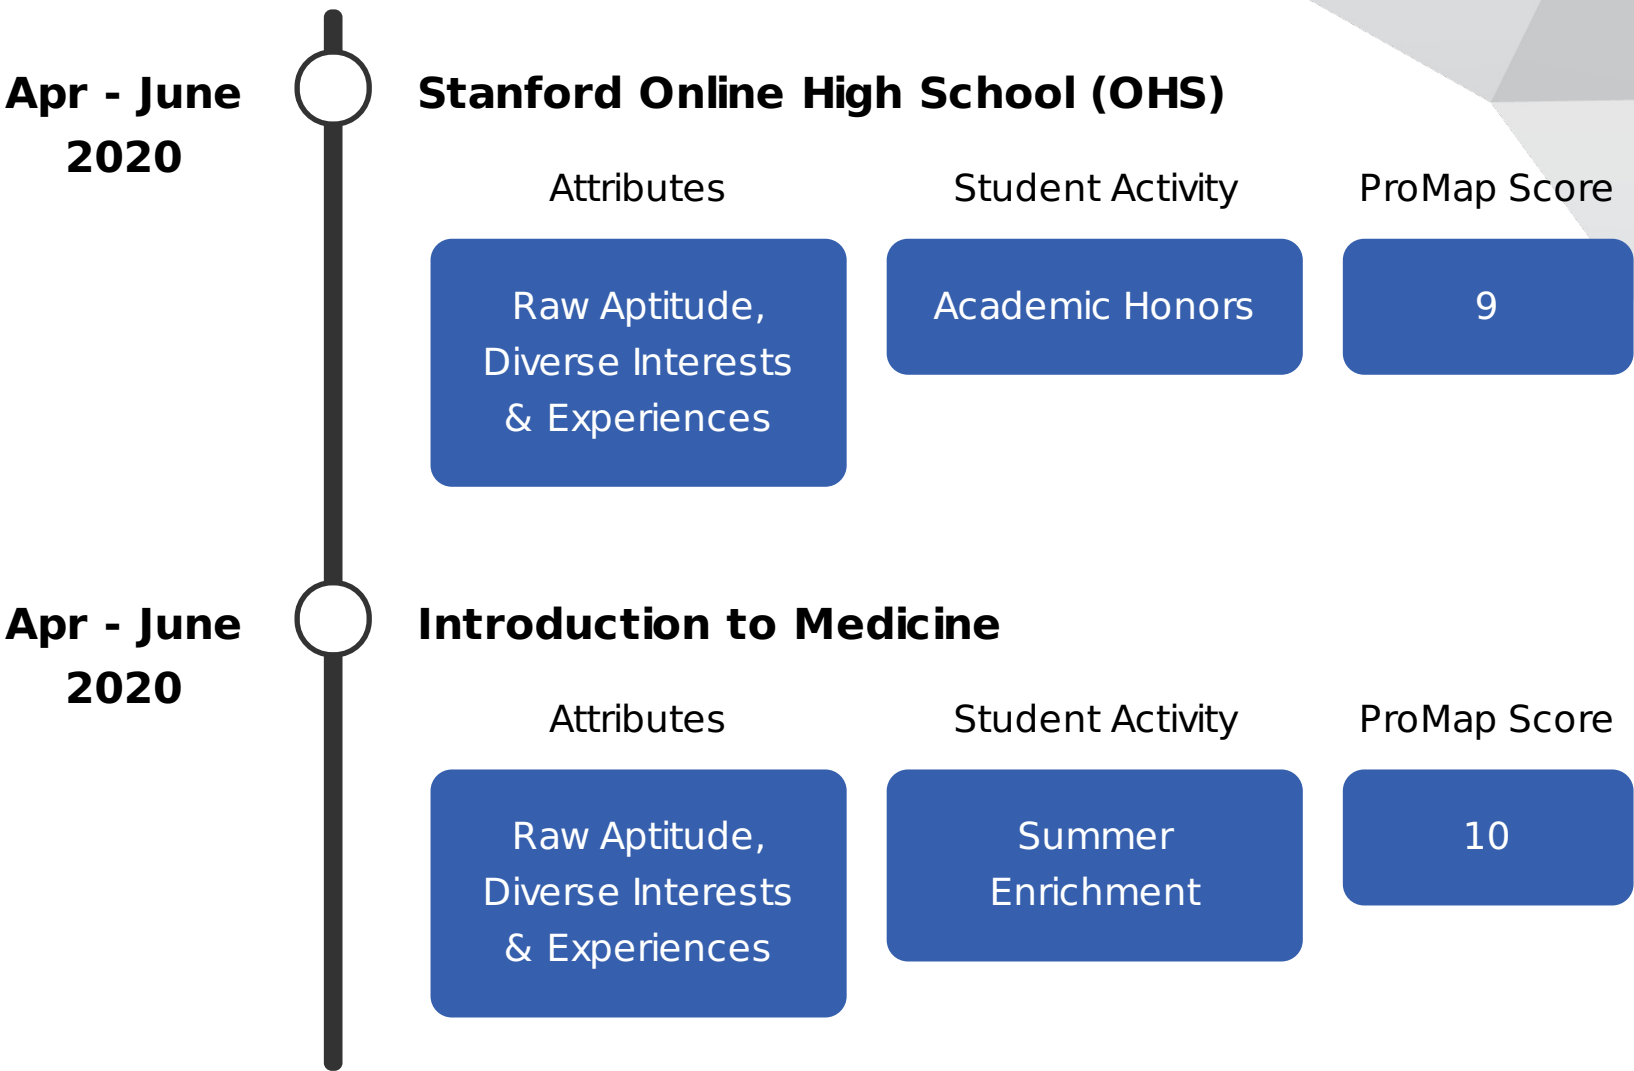 Apr - June
2020
Stanford Online High School (OHS)
Attributes
Student Activity
ProMap Score
Raw Aptitude,
Diverse Interests
& Experiences
Academic Honors
9
Apr - June
2020
Introduction to Medicine
Attributes
Student Activity
ProMap Score
Raw Aptitude,
Diverse Interests
& Experiences
Summer
Enrichment
10